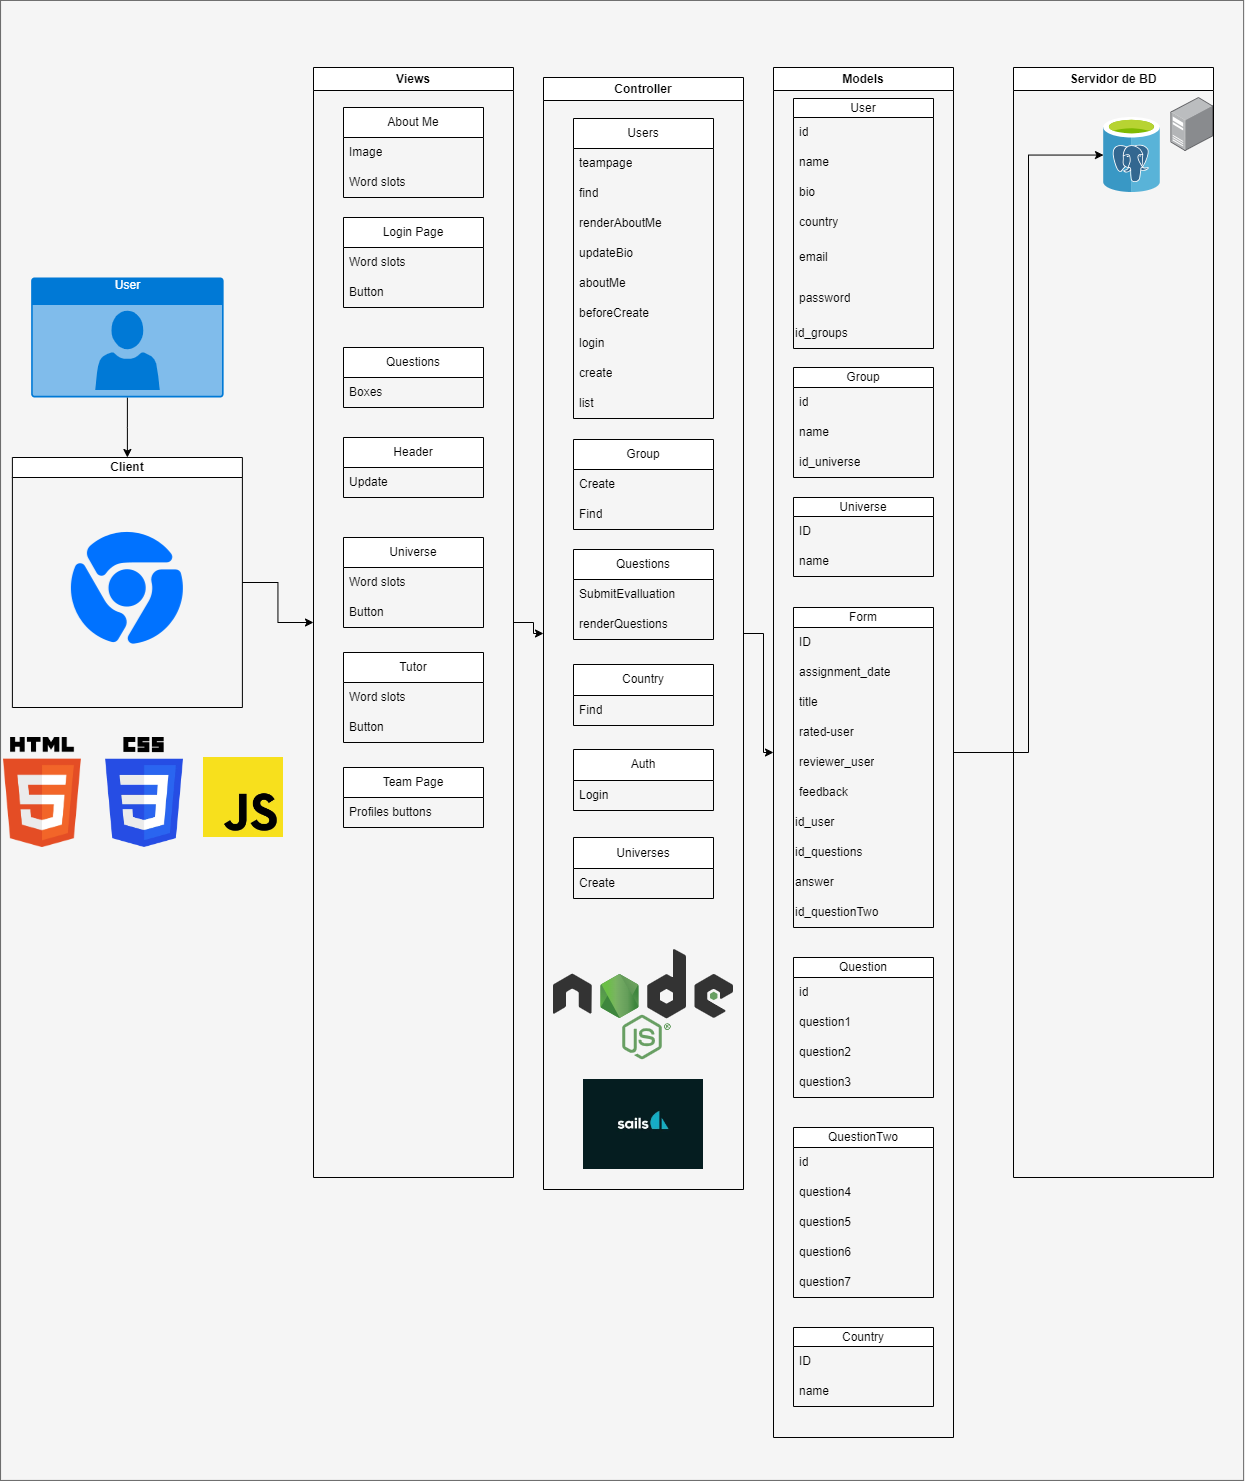 User
Client
HTML
CSS
JS
Views
About Me
Image
Word slots
Login Page
Word slots
Button
Questions
Boxes
Header
Update
Universe
Word slots
Button
Tutor
Word slots
Button
Team Page
Profiles buttons
Controller
Users
teampage
find
renderAboutMe
updateBio
aboutMe
beforeCreate
login
create
list
Group
Create
Find
Questions
SubmitEvalluation
renderQuestions
Country
Find
Auth
Login
Universes
Create
node
JS®
sails
Models
User
id
name
bio
country
email
password
id_groups
Group
id
name
id_universe
Universe
ID
name
Form
ID
assignment_date
title
rated-user
reviewer_user
feedback
id_user
id_questions
answer
id_questionTwo
Question
id
question1
question2
question3
QuestionTwo
id
question4
question5
question6
question7
Country
ID
name
Servidor de BD